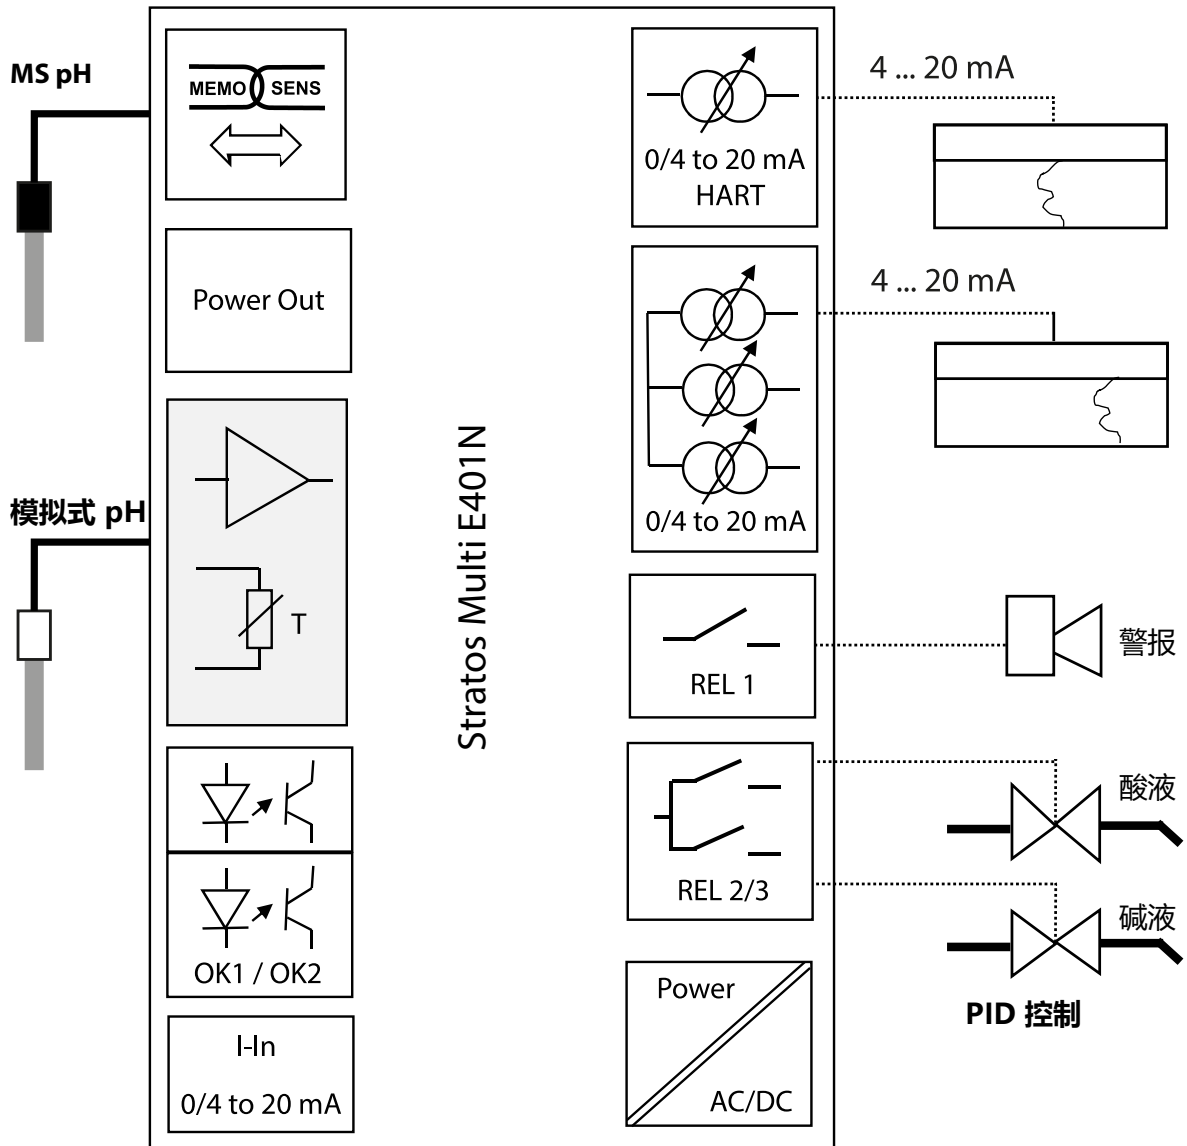 MS pH
MEMO SENS
Power Out
模拟式 pH
T
OK1 / OK2
I-In
0/4 to 20 mA
Stratos Multi E401N
0/4 to 20 mA
HART
4 ... 20 mA
0/4 to 20 mA
4 ... 20 mA
REL 1
警报
REL 2/3
酸液
碱液
PID 控制
Power
AC/DC